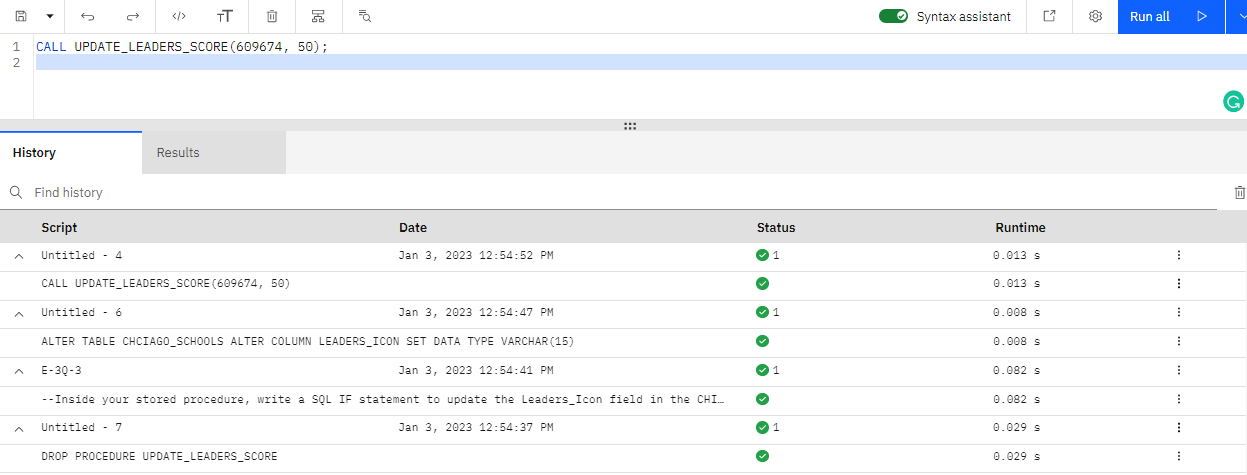 Syntax assistant
Run all
1 CALL UPDATE_LEADERS_SCORE(609674, 50);
2
History Results
Find history
Script Date Status Runtime
Untitled - 4 Jan 3, 2023 12:54:52 PM 1 0.013 s
CALL UPDATE_LEADERS_SCORE(609674, 50) 0.013 s
Untitled - 6 Jan 3, 2023 12:54:47 PM 1 0.008 s
ALTER TABLE CHCIAGO_SCHOOLS ALTER COLUMN LEADERS_ICON SET DATA TYPE VARCHAR(15) 0.008 s
E-3Q-3 Jan 3, 2023 12:54:41 PM 1 0.082 s
--Inside your stored procedure, write a SQL IF statement to update the Leaders_Icon field in the CHI… 0.082 s
Untitled - 7 Jan 3, 2023 12:54:37 PM 1 0.029 s
DROP PROCEDURE UPDATE_LEADERS_SCORE 0.029 s